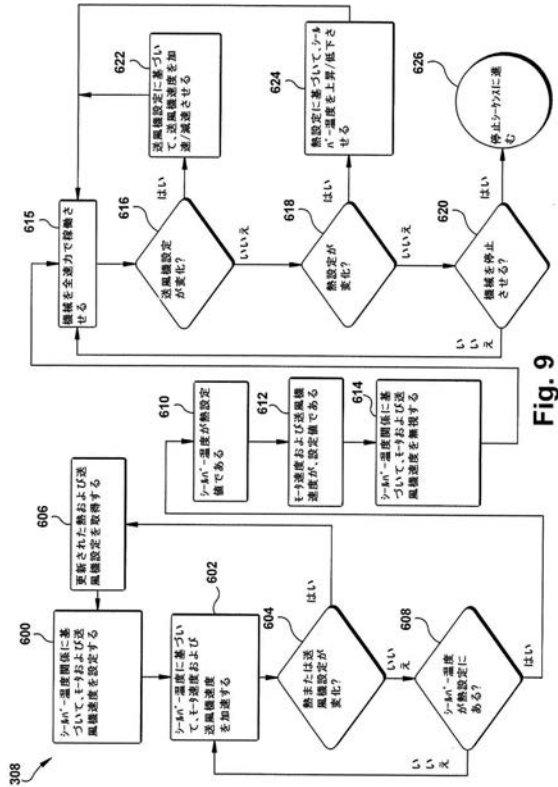 308
600
シールバー温度関係に基
づいて、モータおよび送
風機速度を設定する
606
更新された熱および送
風機設定を取得する
602
シールバー温度に基づい
て、モータ速度および
送風機速度
を加速する
604
熱または送
風機設定が
変化?
はい
いい
え
608
シールバー温度
が熱設定に
ある?
いい
え
はい
610
シールバー温度が熱設定
値である
612
モータ速度および送風機
速度が、設定値である
614
シールバー温度関係に基
づいて、モータおよび送
風機速度を無視する
615
機械を全速力で稼働さ
せる
616
送風機設定
が変化?
はい
いいえ
622
送風機設定に基づい
て、送風機速度を加
速/減速させる
618
熱設定が
変化?
はい
いいえ
624
熱設定に基づいて、シール
バー温度を上昇/低下さ
せる
620
機械を停止
させる?
いい
え
はい
626
停止シーケンスに進
む
Fig. 9